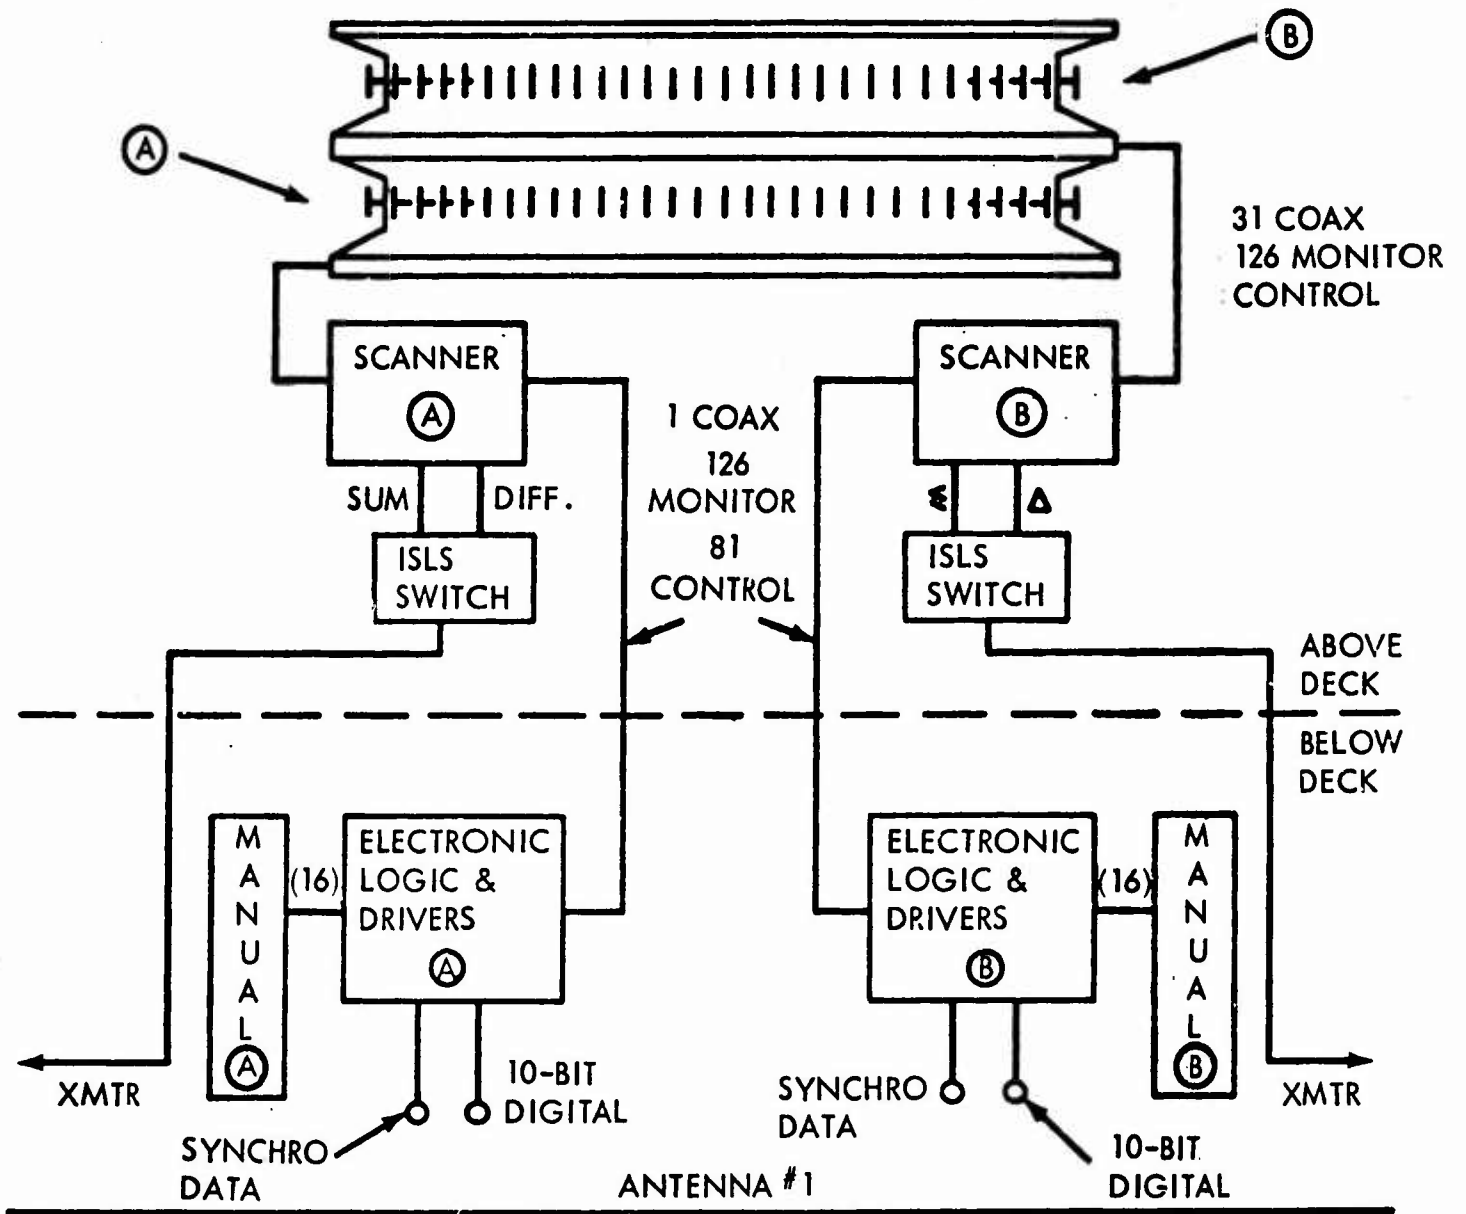 B
A
31 COAX
126 MONITOR
CONTROL
SCANNER
A
SCANNER
B
1 COAX
126
MONITOR
81
CONTROL
SUM
DIFF.
Δ
ISLS
SWITCH
ISLS
SWITCH
ABOVE
DECK
BELOW
DECK
MANUAL
A
(16)
ELECTRONIC
LOGIC &
DRIVERS
A
ELECTRONIC
LOGIC &
DRIVERS
B
(16)
MANUAL
B
XMTR
SYNCHRO
DATA
10-BIT
DIGITAL
SYNCHRO
DATA
10-BIT
DIGITAL
XMTR
ANTENNA #1